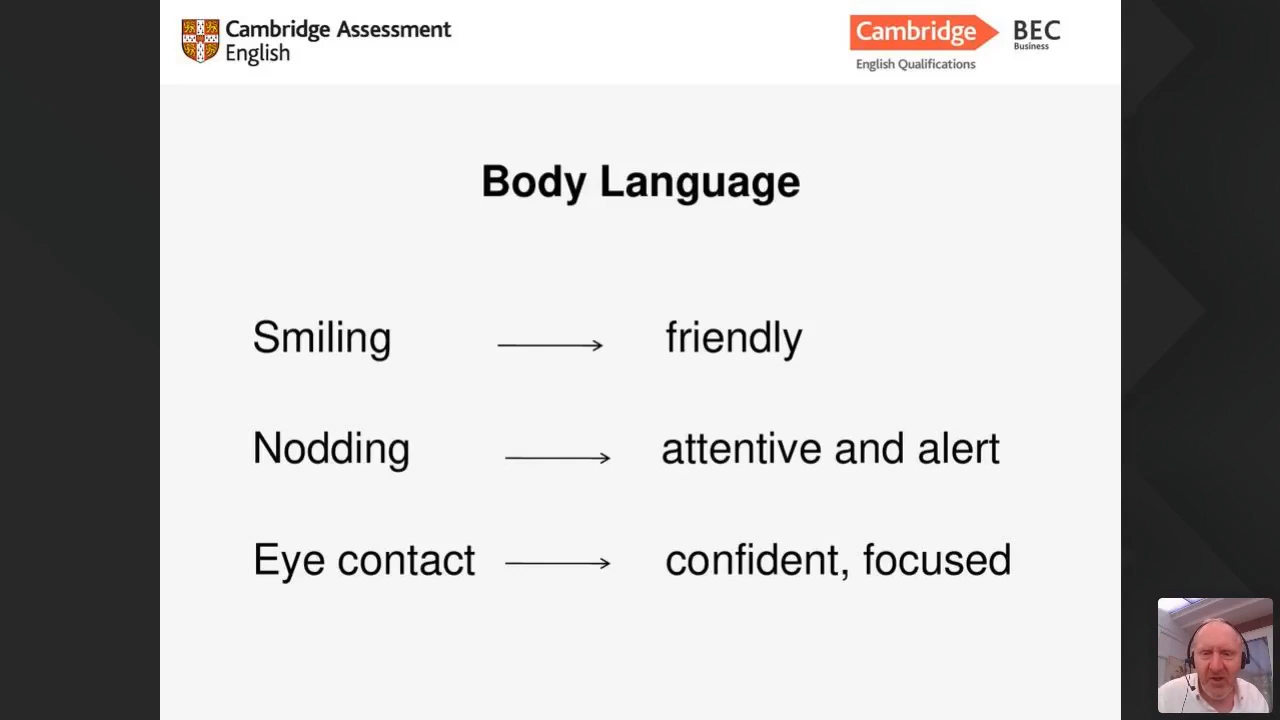 Cambridge Assessment
English
Cambridge
English Qualifications
BEC
Business
Body Language
Smiling friendly
Nodding attentive and alert
Eye contact confident, focused